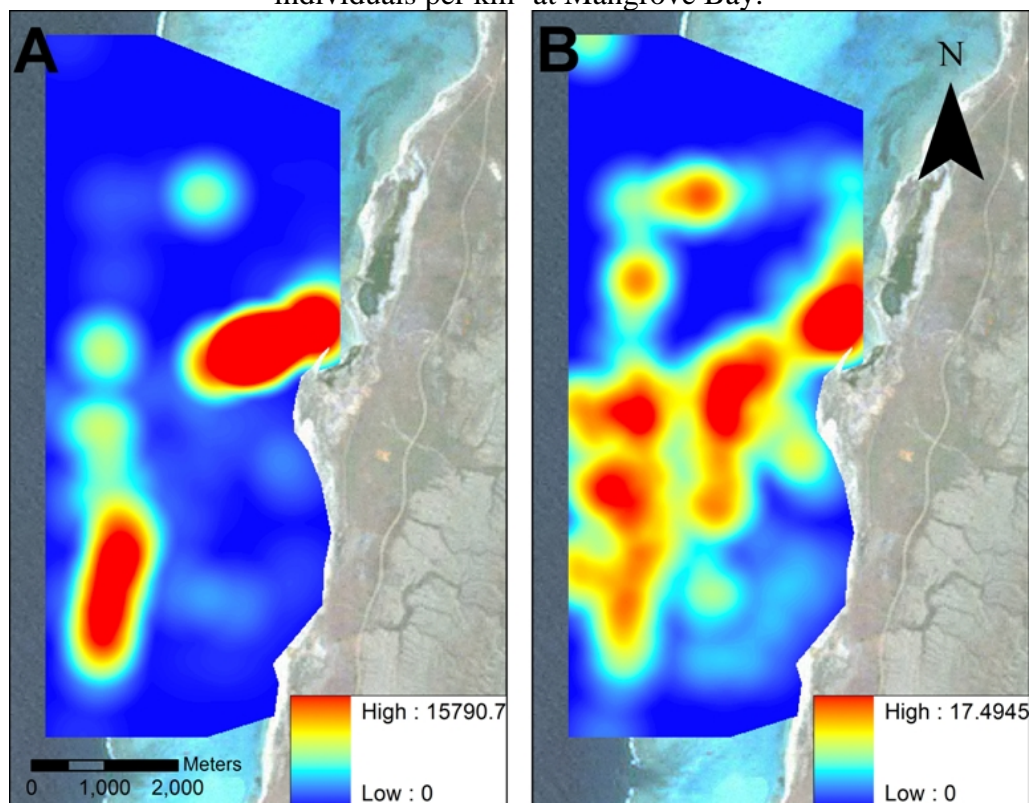 individuals per km² at Mangrove Bay.
A
B
N
High : 15790.7
Low : 0
Meters
0 1,000 2,000
High : 17.4945
Low : 0